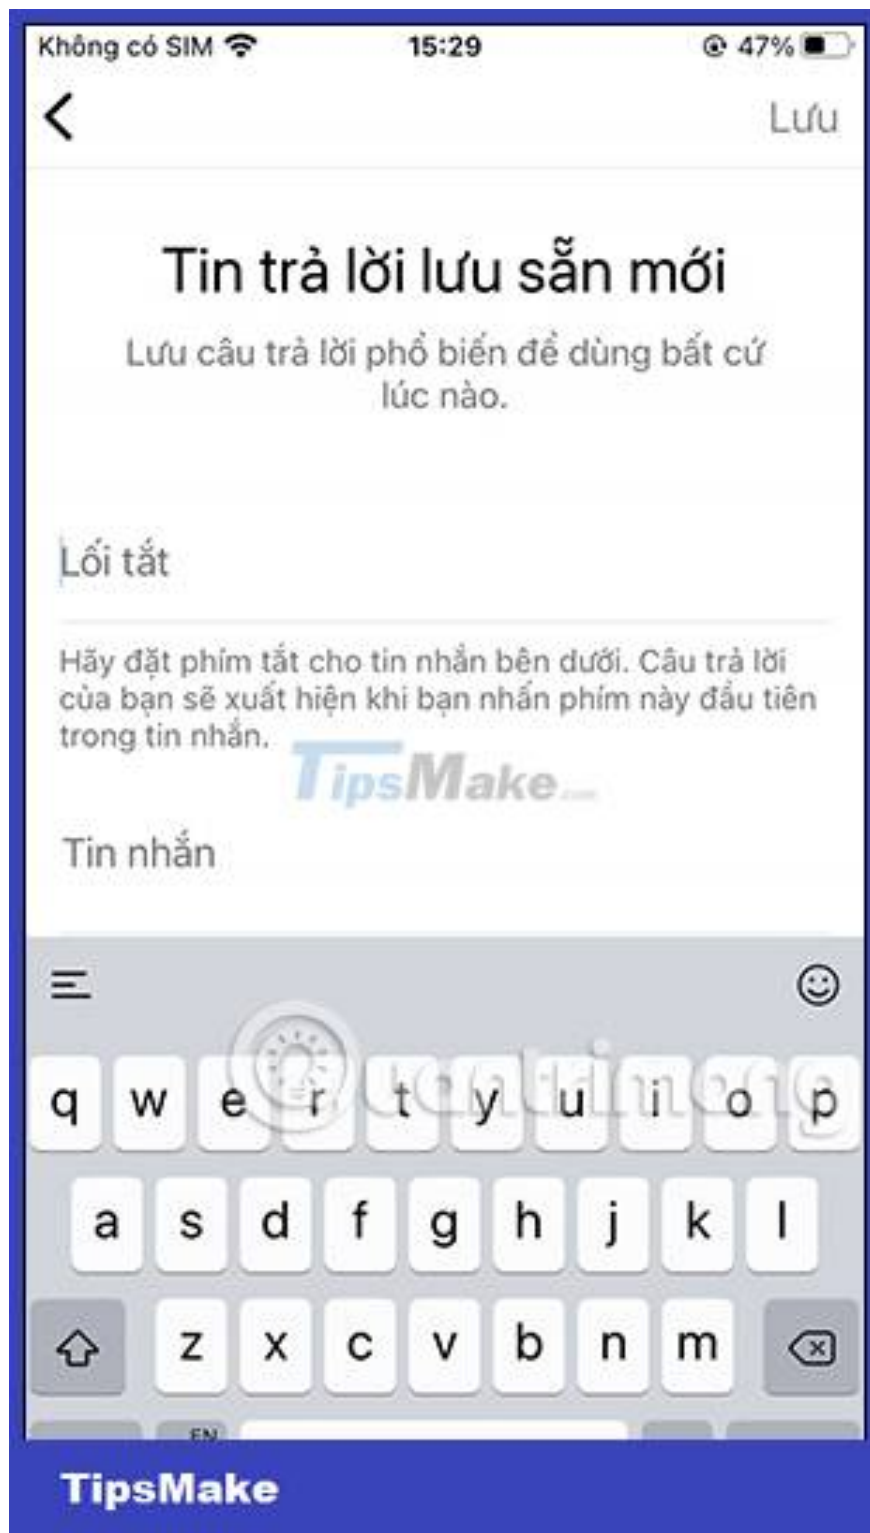 Không có SIM 15:29 47%
Lưu
Tin trả lời lưu sẵn mới
Lưu câu trả lời phổ biến để dùng bất cứ
lúc nào.
Lối tắt
Hãy đặt phím tắt cho tin nhắn bên dưới. Câu trả lời
của bạn sẽ xuất hiện khi bạn nhấn phím này đầu tiên
trong tin nhắn.
TipsMake.com
Tin nhắn
Quantrimang
q w e r t y u i o p
a s d f g h j k l
z x c v b n m
EN
TipsMake